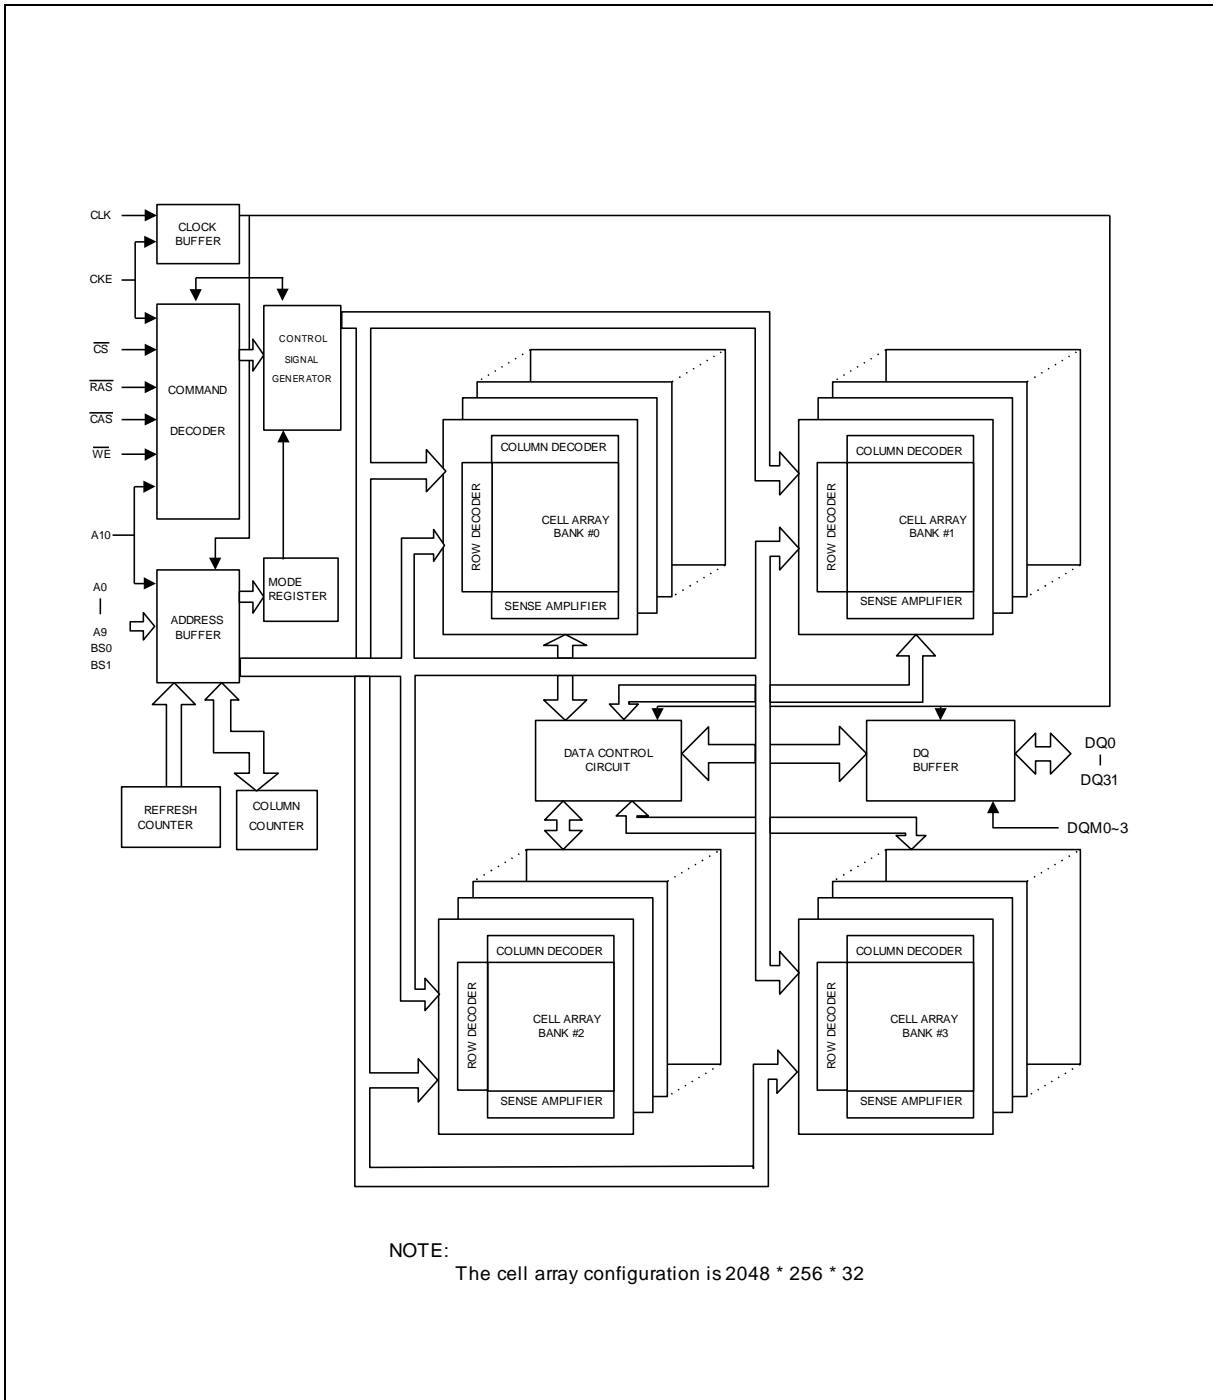 CLK
CLOCK
BUFFER
CKE
CONTROL
SIGNAL
GENERATOR
CS
RAS
COMMAND
CAS
DECODER
WE
A10
A0
A9
BS0
BS1
ADDRESS
BUFFER
MODE
REGISTER
REFRESH
COUNTER
COLUMN
COUNTER
COLUMN DECODER
ROW DECODER
CELL ARRAY
BANK #0
SENSE AMPLIFIER
COLUMN DECODER
ROW DECODER
CELL ARRAY
BANK #1
SENSE AMPLIFIER
DATA CONTROL
CIRCUIT
DQ
BUFFER
DQ0
DQ31
DQM0~3
COLUMN DECODER
ROW DECODER
CELL ARRAY
BANK #2
SENSE AMPLIFIER
COLUMN DECODER
ROW DECODER
CELL ARRAY
BANK #3
SENSE AMPLIFIER
NOTE:
The cell array configuration is 2048 * 256 * 32